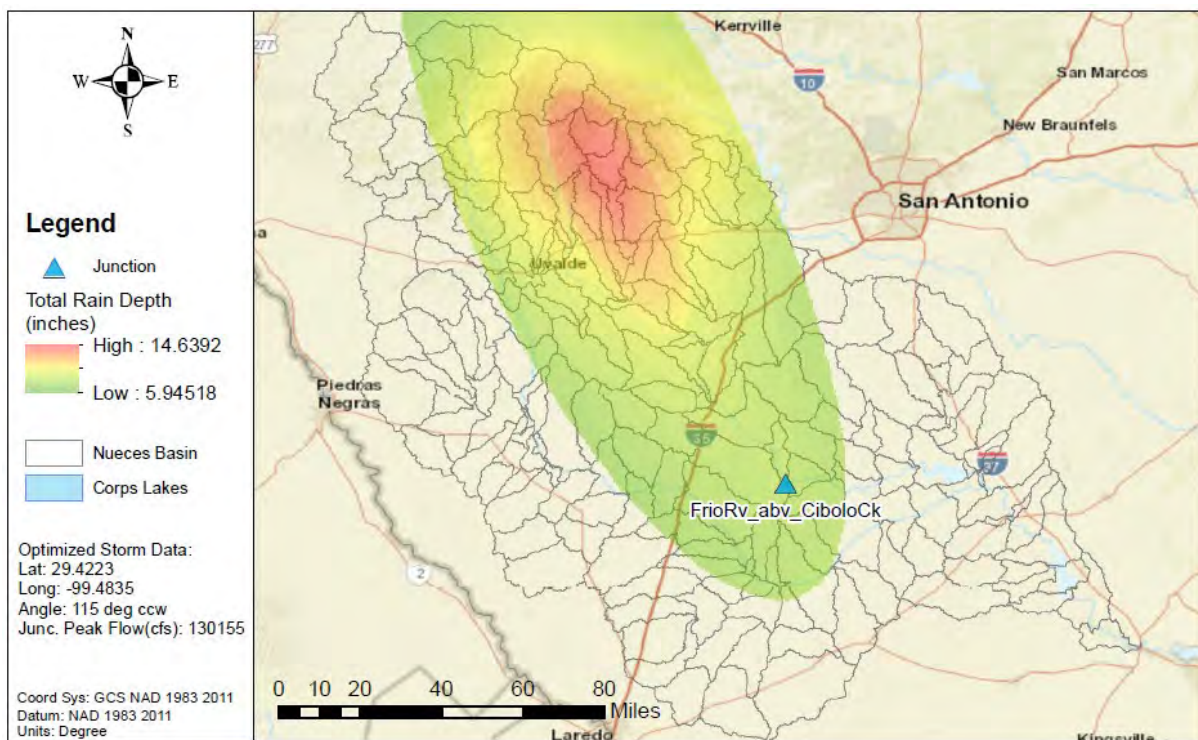 N
W E
S
Legend
Junction
Total Rain Depth
(inches)
High : 14.6392
Low : 5.94518
Nueces Basin
Corps Lakes
Optimized Storm Data:
Lat: 29.4223
Long: -99.4835
Angle: 115 deg ccw
Junc. Peak Flow(cfs): 130155
Coord Sys: GCS NAD 1983 2011
Datum: NAD 1983 2011
Units: Degree
277
Kerrville
10
San Marcos
New Braunfels
San Antonio
Uvalde
Piedras
Negras
35
37
FrioRv_abv_CiboloCk
2
0 10 20 40 60 80
Miles
Laredo
Kingsville